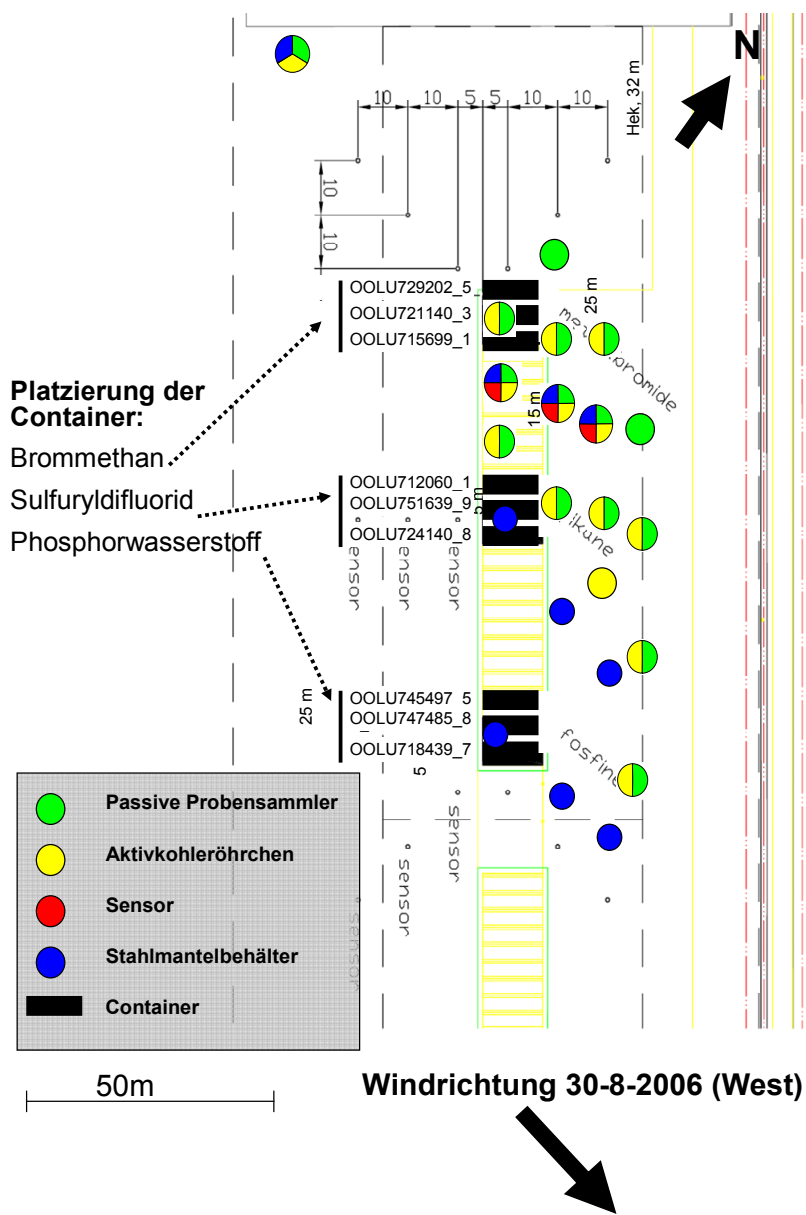 N
10 10 5 5 10 10
Hek, 32 m
10
10
OOLU729202_5
OOLU721140_3
OOLU715699_1
25 m
15 m
Platzierung der
Container:
Brommethan
Sulfuryldifluorid
Phosphorwasserstoff
OOLU712060_1
OOLU751639_9
OOLU724140_8
5 m
sensor
sensor
sensor
25 m
OOLU745497_5
OOLU747485_8
OOLU718439_7
fosfine
5
sensor
sensor
sensor
Passive Probensammler
Aktivkohleröhrchen
Sensor
Stahlmantelbehälter
Container
50m
Windrichtung 30-8-2006 (West)